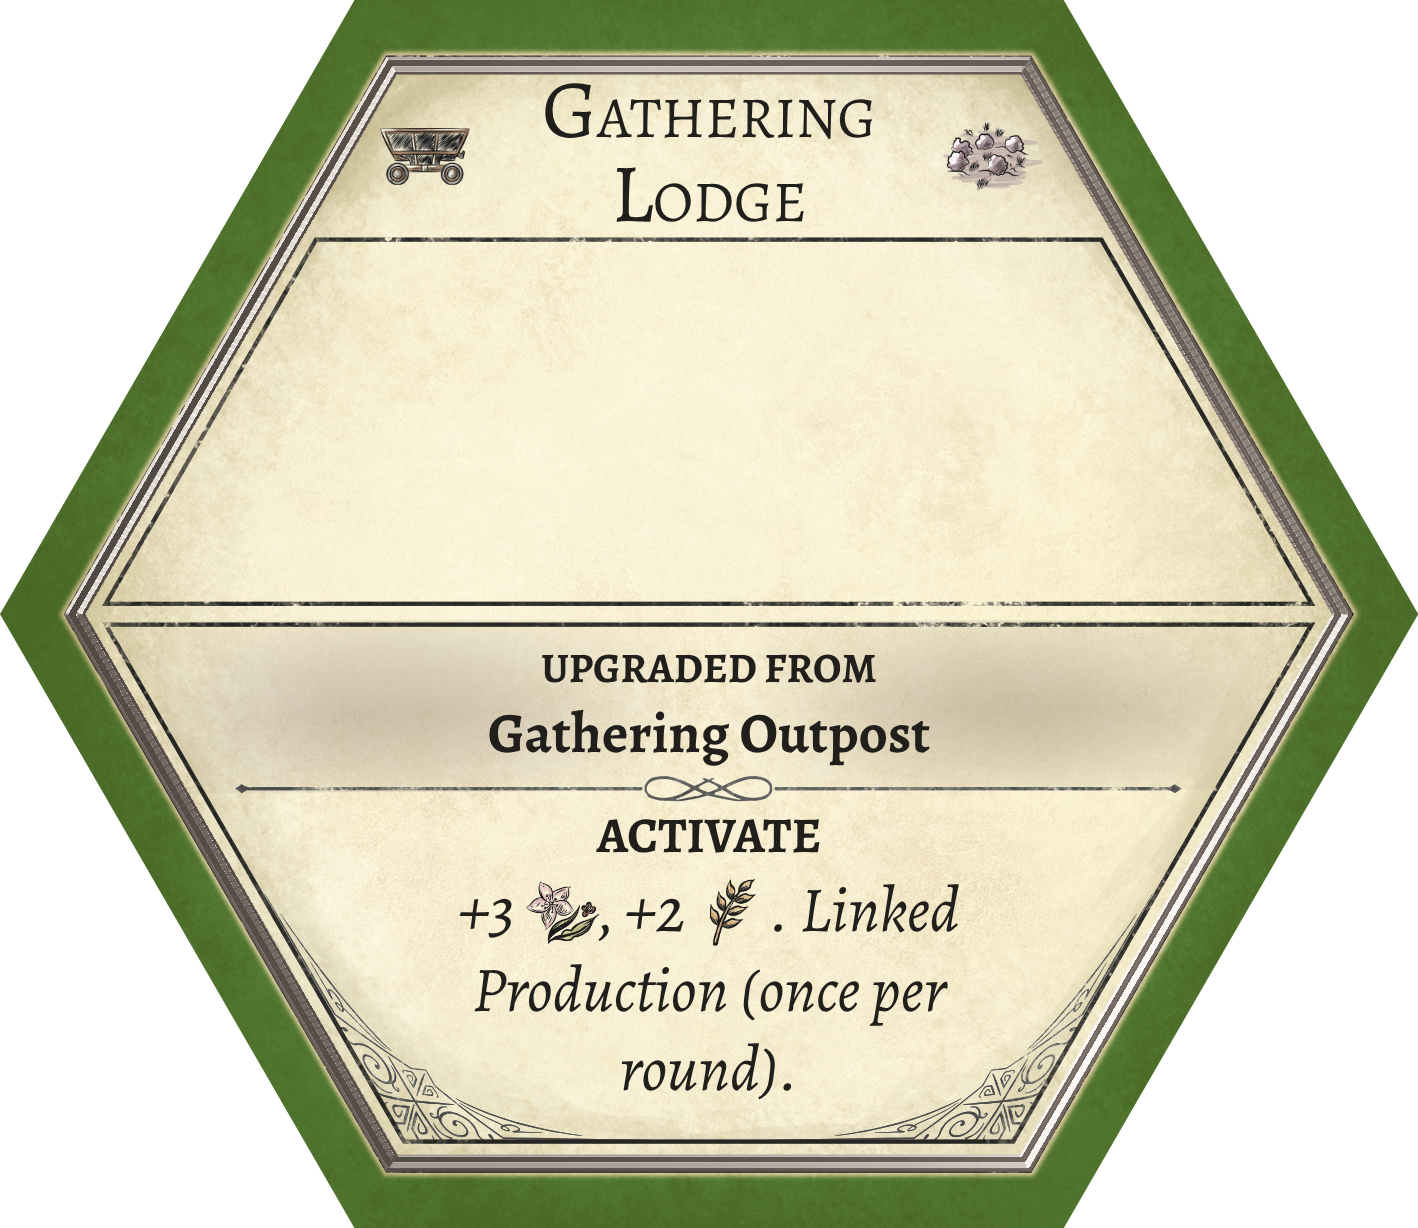 Gathering
Lodge
UPGRADED FROM
Gathering Outpost
ACTIVATE
+3 , +2 . Linked
Production (once per
round).